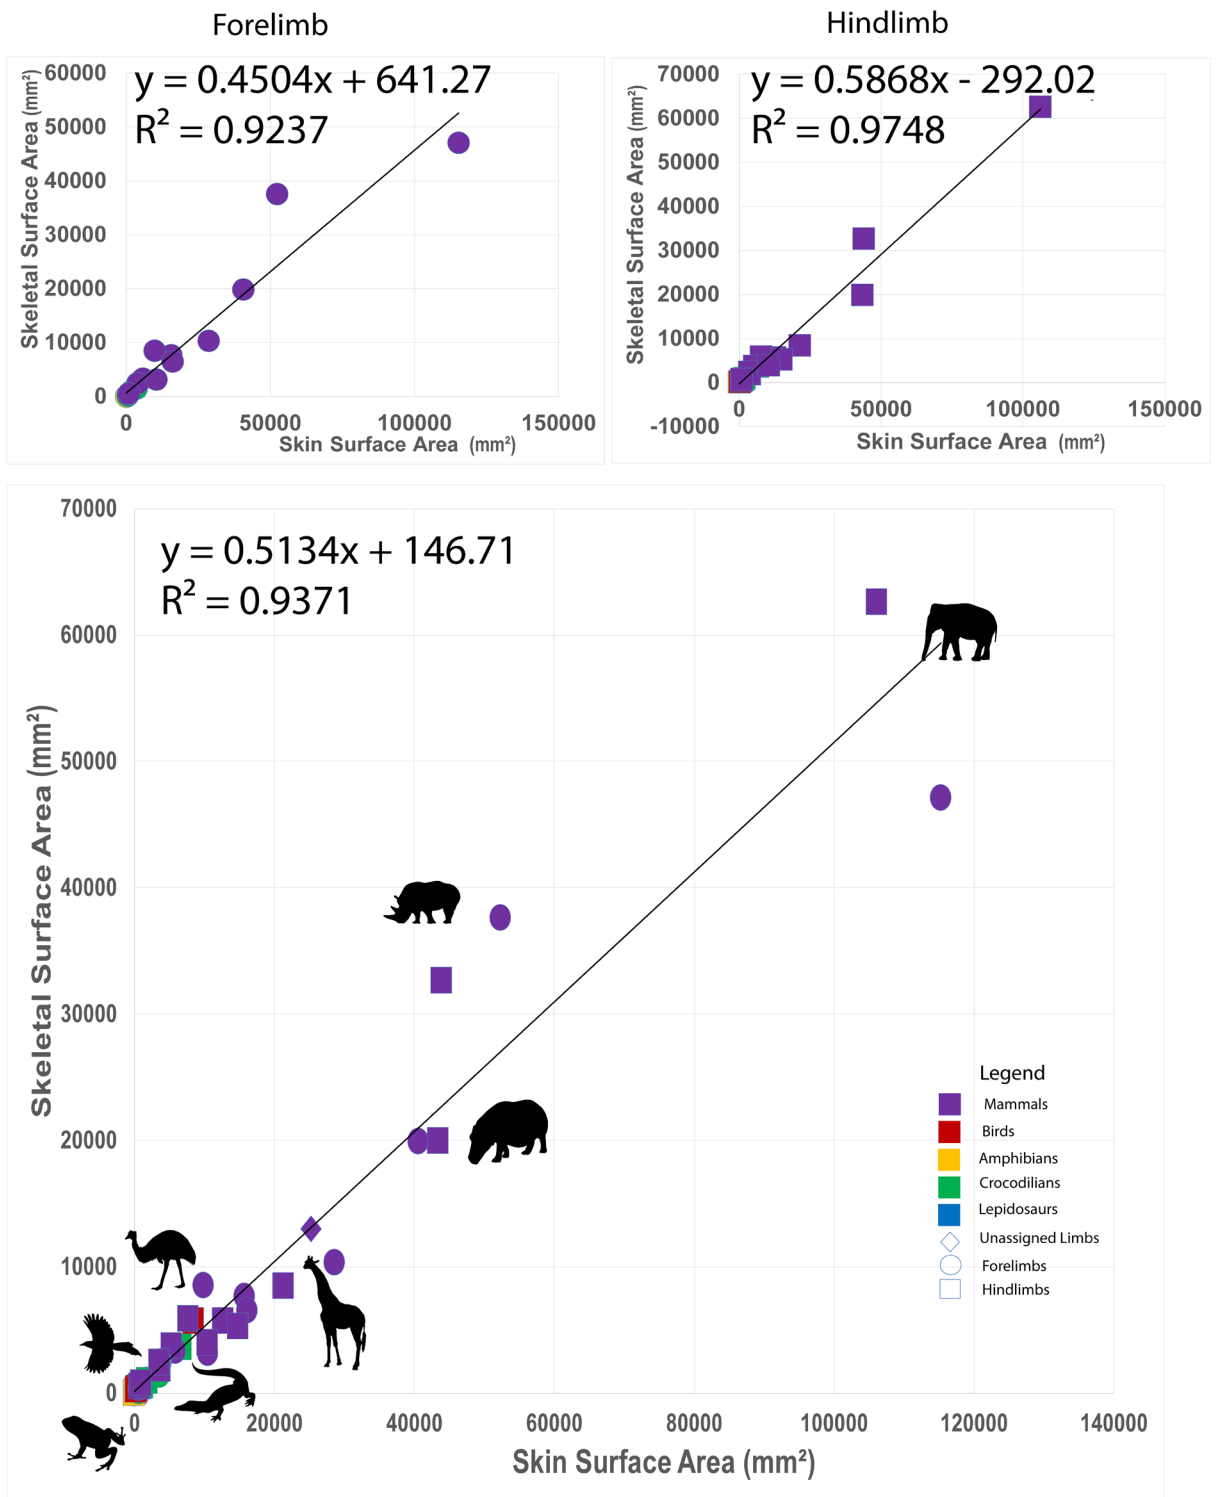 Forelimb
Hindlimb
y = 0.4504x + 641.27
R² = 0.9237
Skeletal Surface Area (mm²)
60000
50000
40000
30000
20000
10000
0
0 50000 100000 150000
Skin Surface Area (mm²)
y = 0.5868x - 292.02
R² = 0.9748
Skeletal Surface Area (mm²)
70000
60000
50000
40000
30000
20000
10000
0
-10000
0 50000 100000 150000
Skin Surface Area (mm²)
y = 0.5134x + 146.71
R² = 0.9371
Skeletal Surface Area (mm²)
70000
60000
50000
40000
30000
20000
10000
0
0 20000 40000 60000 80000 100000 120000 140000
Skin Surface Area (mm²)
Legend
Mammals
Birds
Amphibians
Crocodilians
Lepidosaurs
Unassigned Limbs
Forelimbs
Hindlimbs